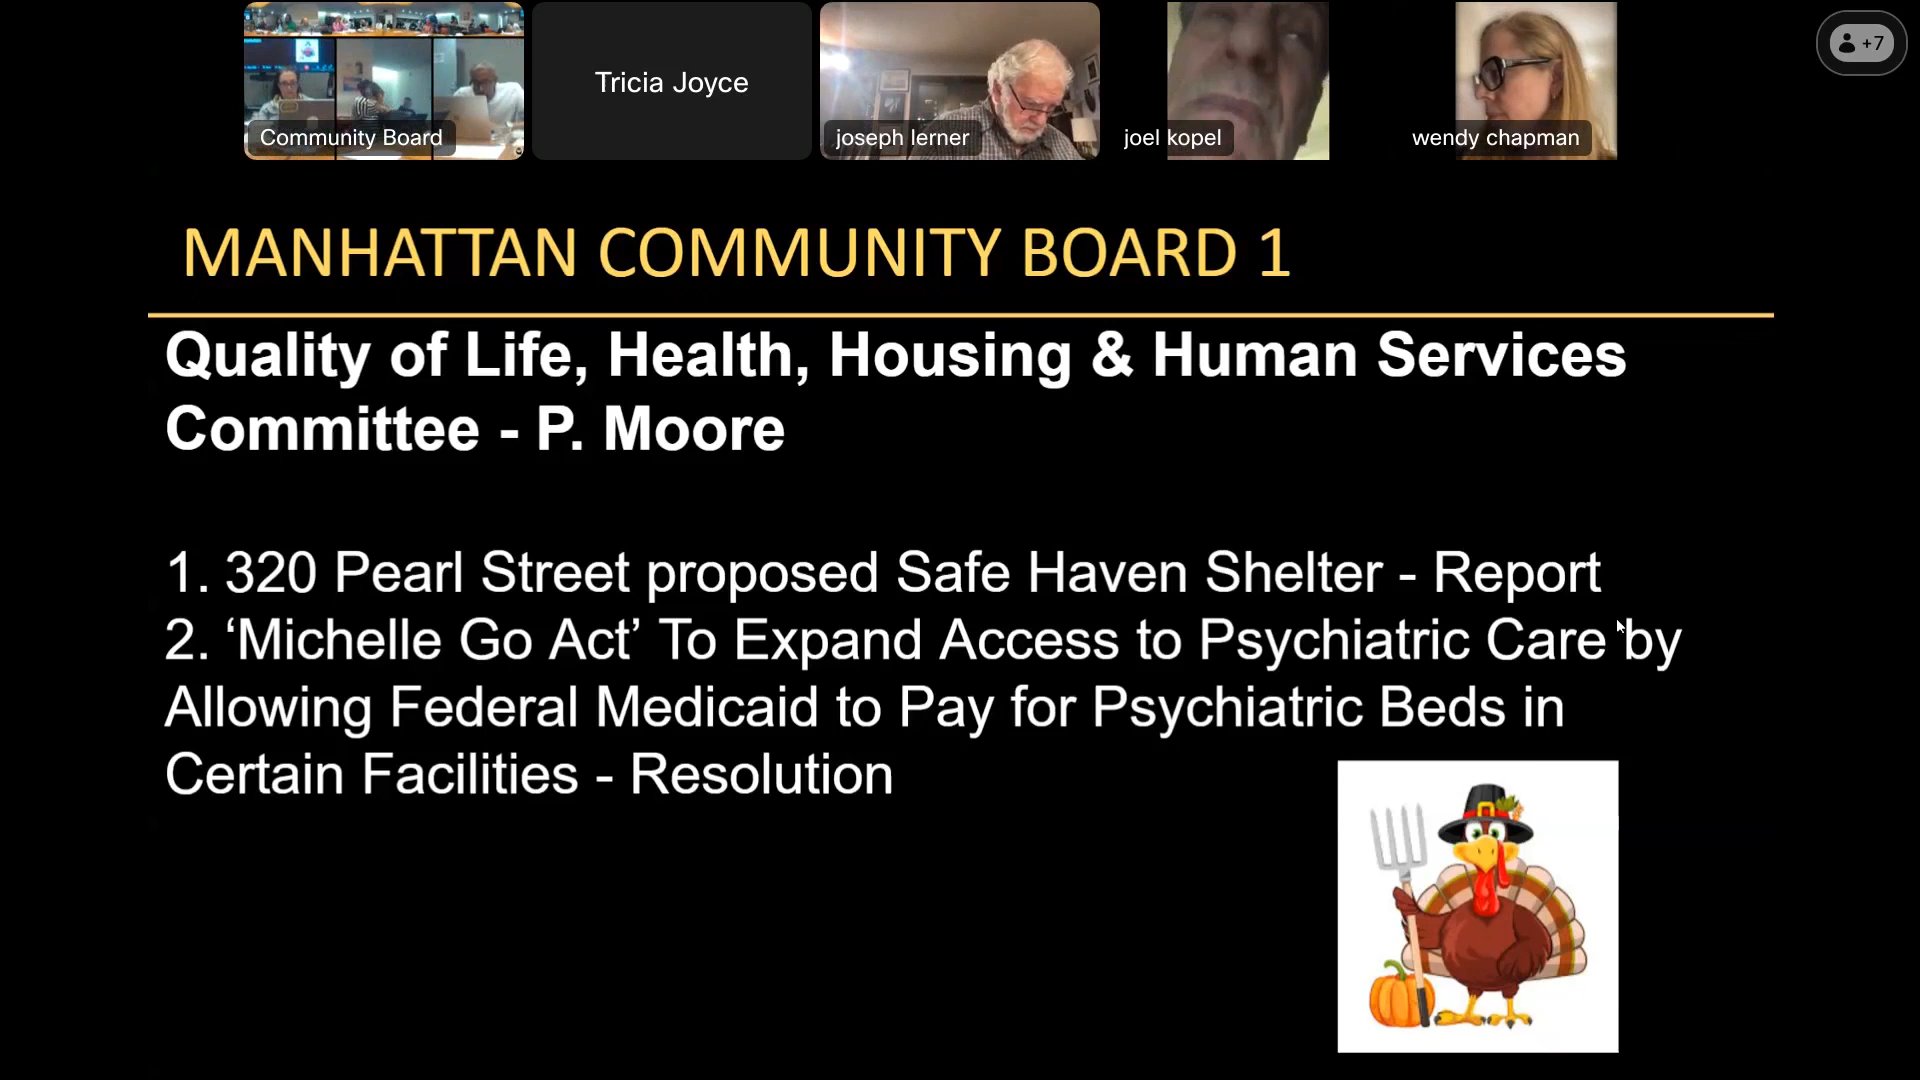 Community Board
Tricia Joyce
joseph lerner
joel kopel
wendy chapman
+7
MANHATTAN COMMUNITY BOARD 1
Quality of Life, Health, Housing & Human Services
Committee - P. Moore
1. 320 Pearl Street proposed Safe Haven Shelter - Report
2. ‘Michelle Go Act’ To Expand Access to Psychiatric Care by
Allowing Federal Medicaid to Pay for Psychiatric Beds in
Certain Facilities - Resolution